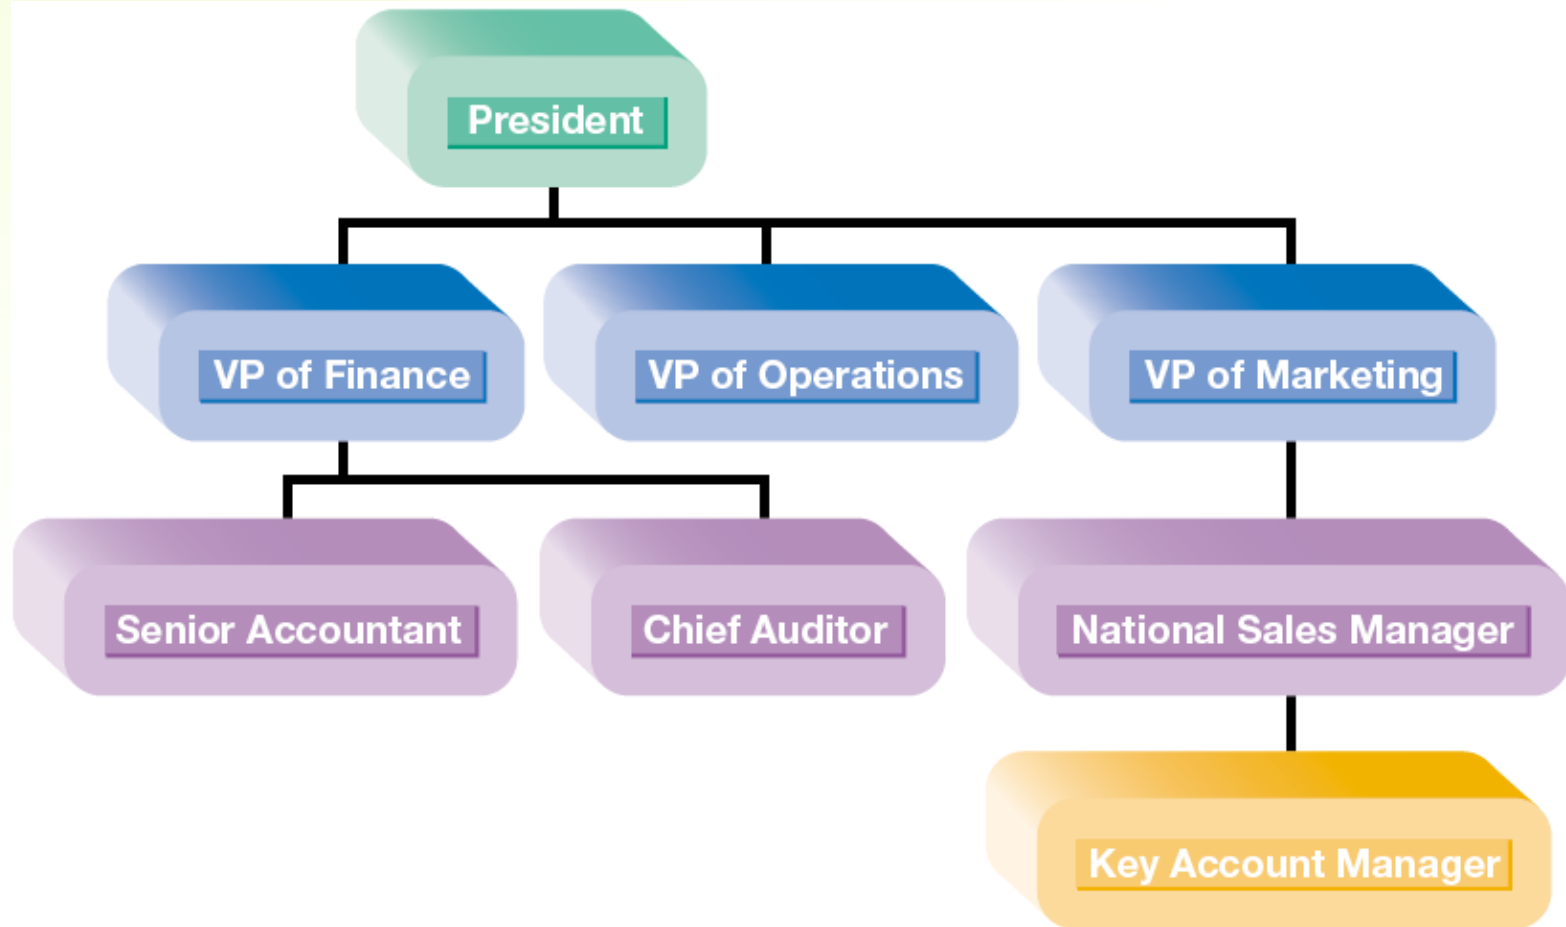 President
VP of Finance
VP of Operations
VP of Marketing
Senior Accountant
Chief Auditor
National Sales Manager
Key Account Manager